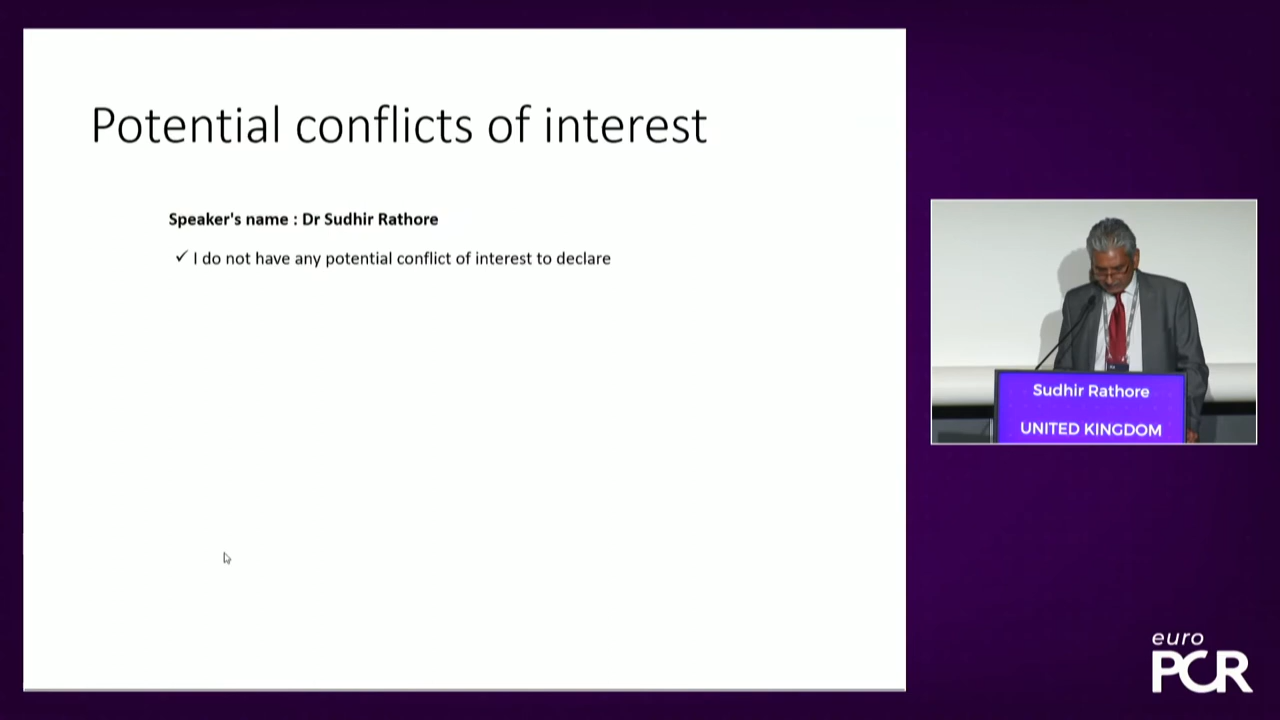 Potential conflicts of interest
Speaker's name : Dr Sudhir Rathore
✓ I do not have any potential conflict of interest to declare
Sudhir Rathore
UNITED KINGDOM
euro
PCR